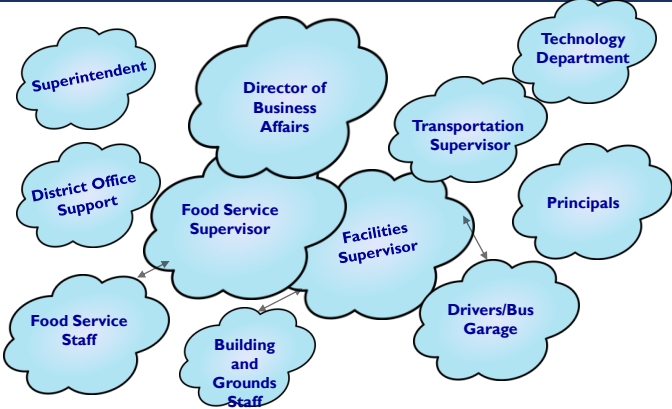 Technology
Department
Superintendent
Director of
Business
Affairs
Transportation
Supervisor
District Office
Support
Food Service
Supervisor
Facilities
Supervisor
Principals
Food Service
Staff
Drivers/Bus
Garage
Building
and
Grounds
Staff